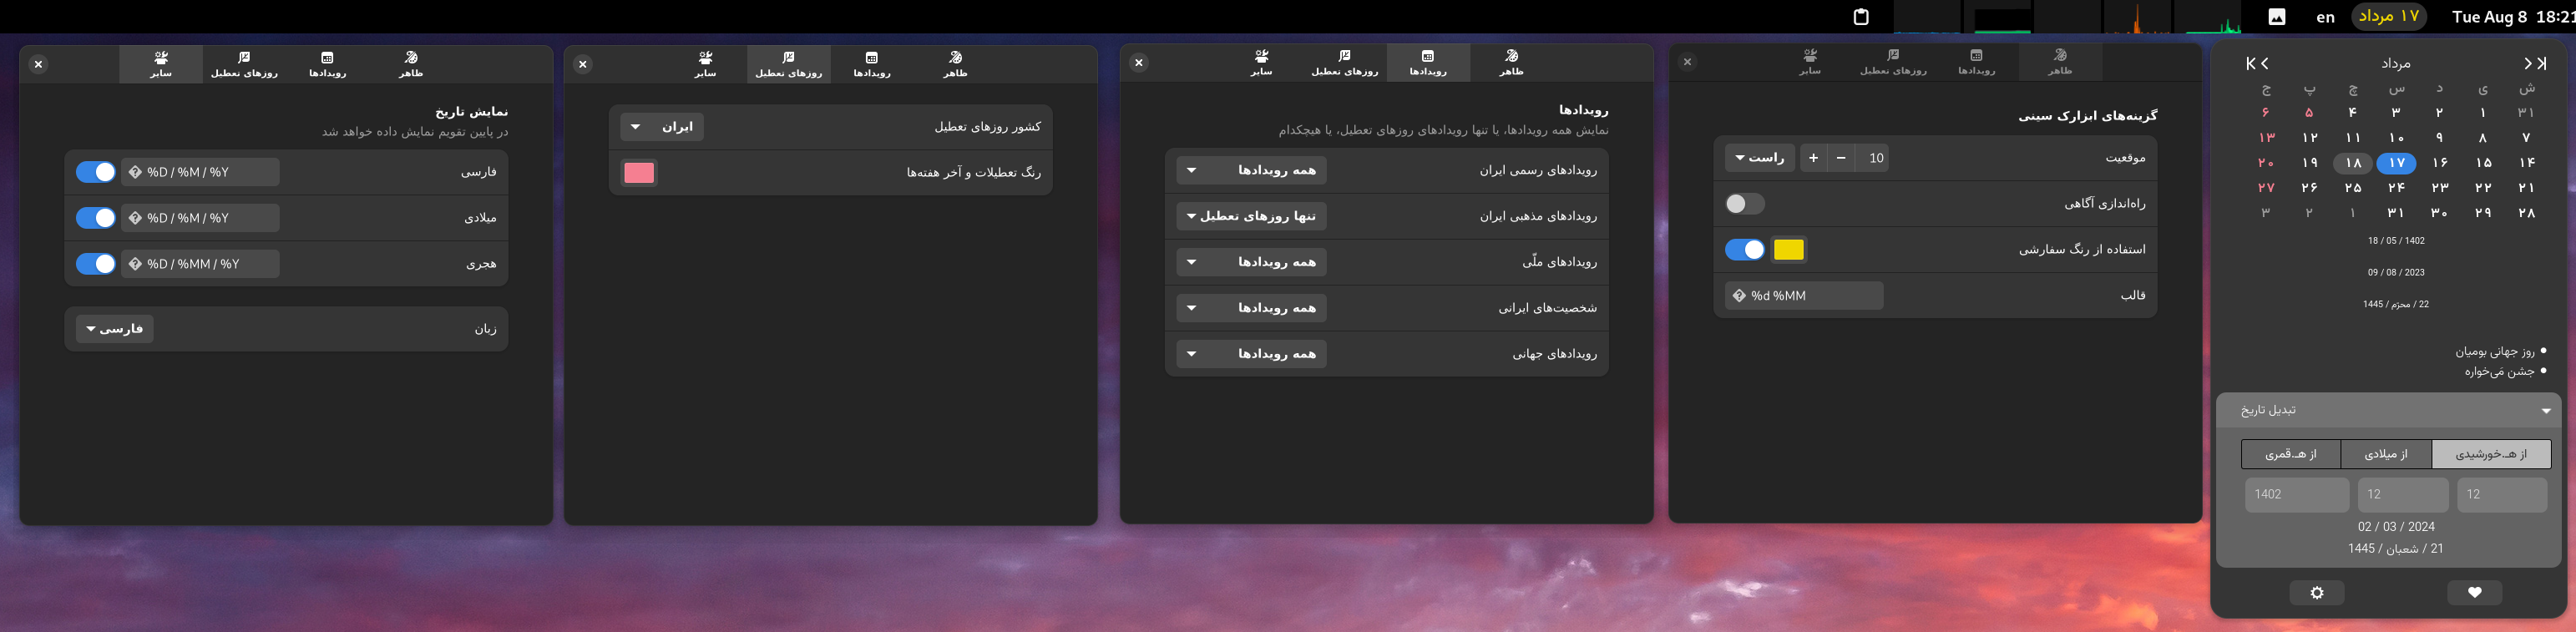 en
۱۷ مرداد
Tue Aug 8 18:21
سایر
روزهای تعطیل
رویدادها
ظاهر
نمایش تاریخ
در پایین تقویم نمایش داده خواهد شد
فارسی
� %D / %M / %Y
میلادی
� %D / %M / %Y
هجری
� %D / %MM / %Y
زبان
فارسی
سایر
روزهای تعطیل
رویدادها
ظاهر
کشور روزهای تعطیل
ایران
رنگ تعطیلات و آخر هفته‌ها
سایر
روزهای تعطیل
رویدادها
ظاهر
رویدادها
نمایش همه رویدادها، یا تنها رویدادهای روزهای تعطیل، یا هیچکدام
رویدادهای رسمی ایران
همه رویدادها
رویدادهای مذهبی ایران
تنها روزهای تعطیل
رویدادهای ملّی
همه رویدادها
شخصیت‌های ایرانی
همه رویدادها
رویدادهای جهانی
همه رویدادها
سایر
روزهای تعطیل
رویدادها
ظاهر
گزینه‌های ابزارک سینی
موقعیت
راست
+ − 10
راه‌اندازی آگاهی
استفاده از رنگ سفارشی
قالب
� %d %MM
مرداد
ش ی د س چ پ ج
۳۱ ۱ ۲ ۳ ۴ ۵ ۶
۷ ۸ ۹ ۱۰ ۱۱ ۱۲ ۱۳
۱۴ ۱۵ ۱۶ ۱۷ ۱۸ ۱۹ ۲۰
۲۱ ۲۲ ۲۳ ۲۴ ۲۵ ۲۶ ۲۷
۲۸ ۲۹ ۳۰ ۳۱ ۱ ۲ ۳
18 / 05 / 1402
09 / 08 / 2023
22 / محرّم / 1445
• روز جهانی بومیان
• جشن می‌خواره
تبدیل تاریخ
از هـ.خورشیدی
از میلادی
از هـ.قمری
1402
12
12
02 / 03 / 2024
21 / شعبان / 1445